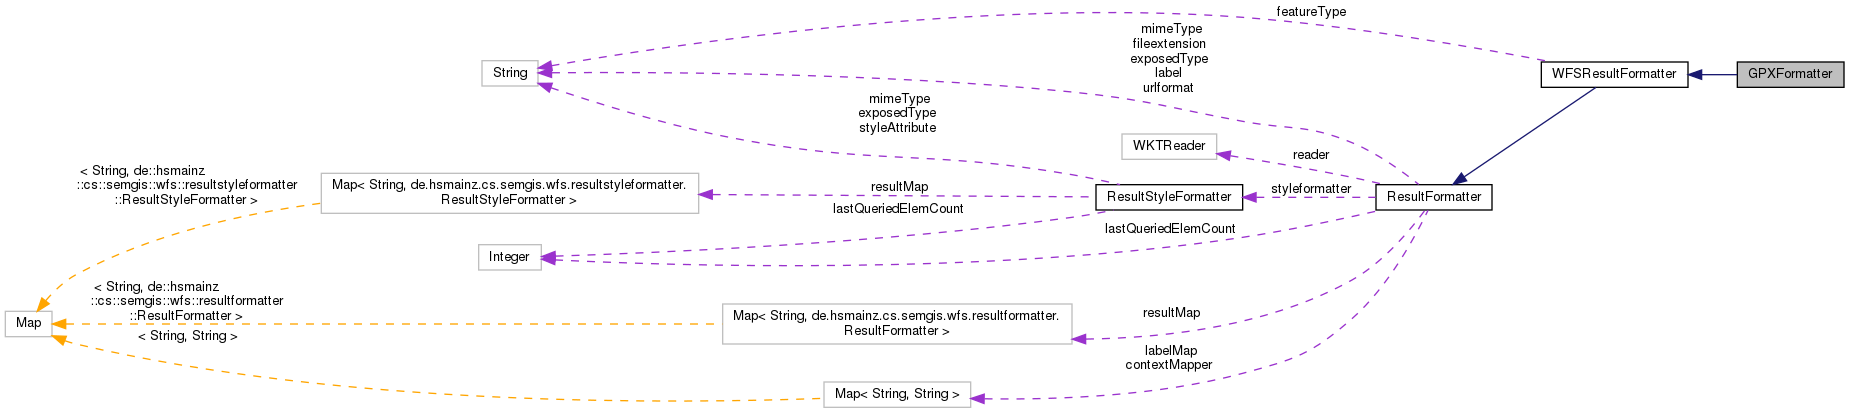 featureType
mimeType
fileextension
exposedType
label
urlformat
String
WFSResultFormatter
GPXFormatter
mimeType
exposedType
styleAttribute
WKTReader
reader
< String, de::hsmainz
::cs::semgis::wfs::resultstyleformatter
::ResultStyleFormatter >
Map< String, de.hsmainz.cs.semgis.wfs.resultstyleformatter.
ResultStyleFormatter >
resultMap
ResultStyleFormatter
styleformatter
ResultFormatter
lastQueriedElemCount
lastQueriedElemCount
Integer
< String, de::hsmainz
::cs::semgis::wfs::resultformatter
::ResultFormatter >
Map
Map< String, de.hsmainz.cs.semgis.wfs.resultformatter.
ResultFormatter >
resultMap
< String, String >
labelMap
contextMapper
Map< String, String >